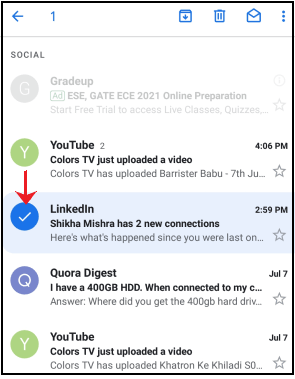 1
SOCIAL
G
Gradeup
Ad ESE, GATE ECE 2021 Online Preparation
Start Free Trial to access Live Classes, Quizzes,...
Y
YouTube 2 4:06 PM
Colors TV just uploaded a video
Colors TV has uploaded Barrister Babu - 7th Ju...
LinkedIn 2:59 PM
Shikha Mishra has 2 new connections
Here's what's happened since you were last on...
Q
Quora Digest Jul 7
I have a 400GB HDD. When connected to my c...
Answer: Where did you get the 400gb hard driv...
Y
YouTube Jul 7
Colors TV just uploaded a video
Colors TV has uploaded Khatron Ke Khiladi S0...